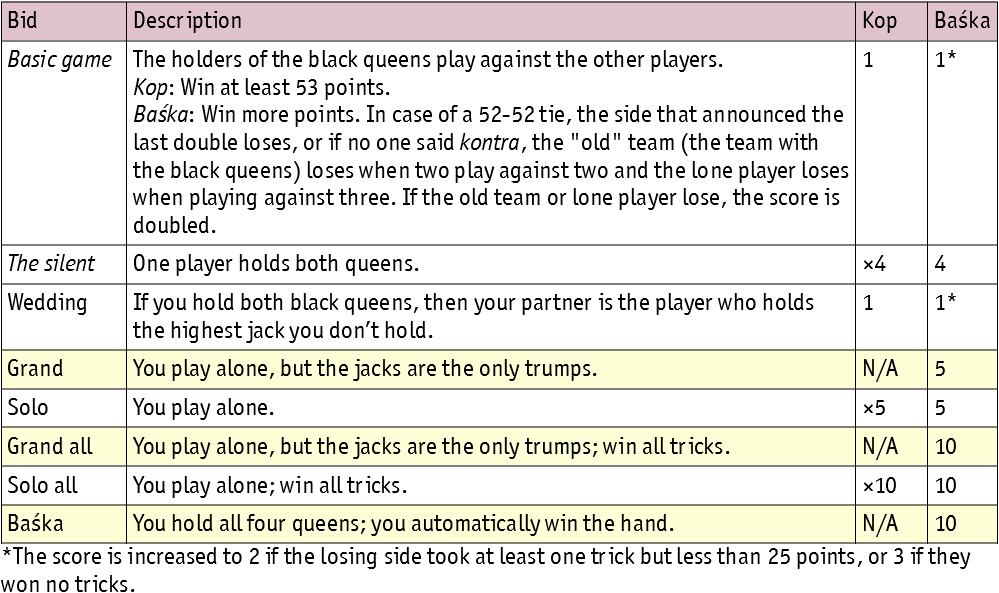 Bid Description Kop Baśka
Basic game The holders of the black queens play against the other players. 1 1*
Kop: Win at least 53 points.
Baśka: Win more points. In case of a 52-52 tie, the side that announced the
last double loses, or if no one said kontra, the "old" team (the team with
the black queens) loses when two play against two and the lone player loses
when playing against three. If the old team or lone player lose, the score is
doubled.
The silent One player holds both queens. ×4 4
Wedding If you hold both black queens, then your partner is the player who holds 1 1*
the highest jack you don’t hold.
Grand You play alone, but the jacks are the only trumps. N/A 5
Solo You play alone. ×5 5
Grand all You play alone, but the jacks are the only trumps; win all tricks. N/A 10
Solo all You play alone; win all tricks. ×10 10
Baśka You hold all four queens; you automatically win the hand. N/A 10
*The score is increased to 2 if the losing side took at least one trick but less than 25 points, or 3 if they
won no tricks.